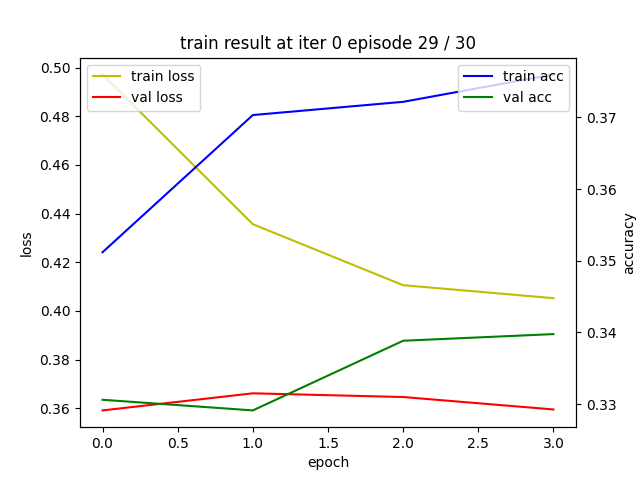 train result at iter 0 episode 29 / 30
train loss
val loss
train acc
val acc
0.50
0.48
0.46
0.44
0.42
0.40
0.38
0.36
loss
0.37
0.36
0.35
0.34
0.33
accuracy
0.0 0.5 1.0 1.5 2.0 2.5 3.0
epoch